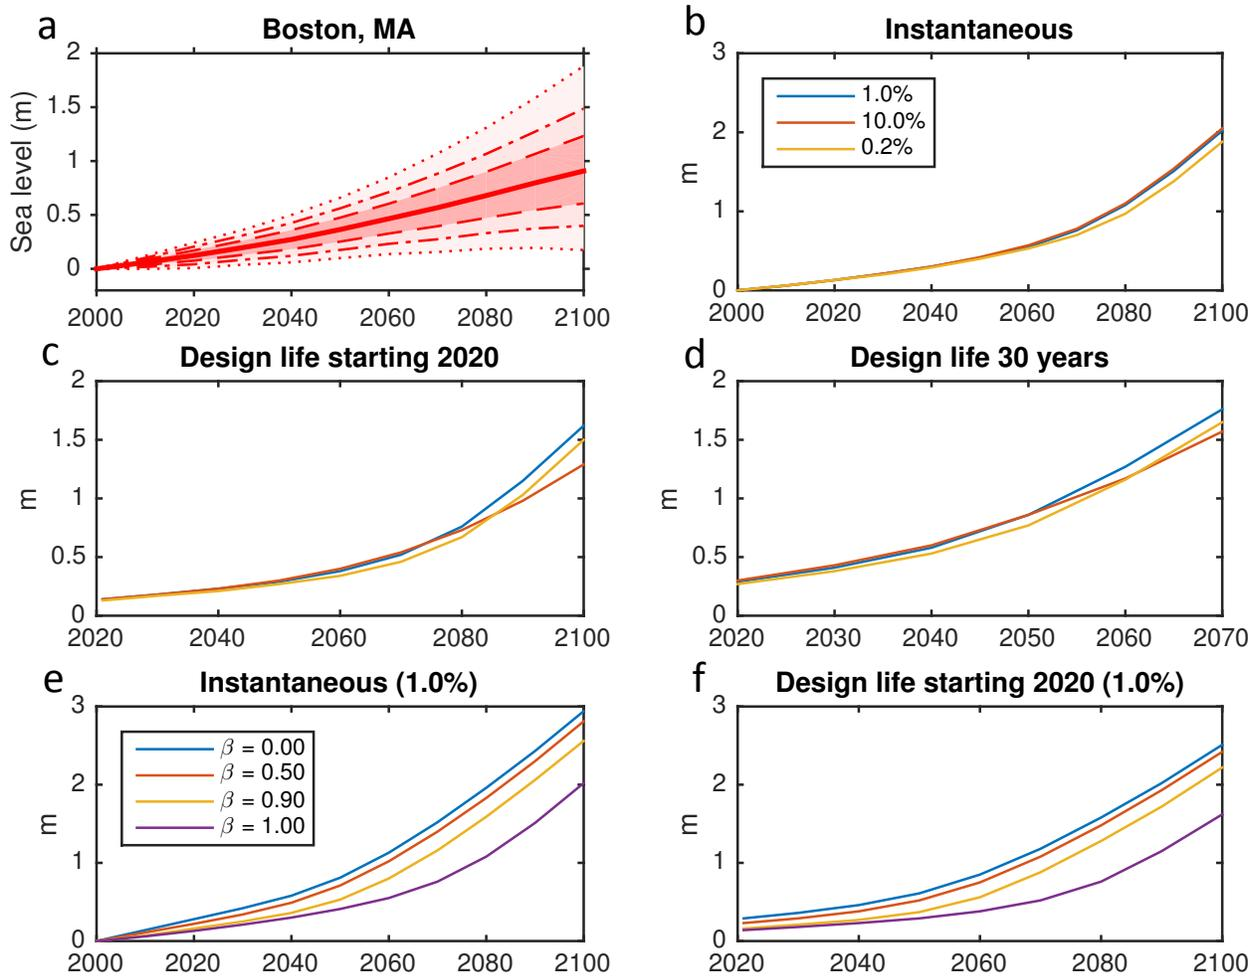 a
Boston, MA
Sea level (m)
2
1.5
1
0.5
0
2000 2020 2040 2060 2080 2100
b
Instantaneous
m
3
2
1
0
1.0%
10.0%
0.2%
2000 2020 2040 2060 2080 2100
c
Design life starting 2020
m
2
1.5
1
0.5
0
2020 2040 2060 2080 2100
d
Design life 30 years
m
2
1.5
1
0.5
0
2020 2030 2040 2050 2060 2070
e
Instantaneous (1.0%)
m
3
2
1
0
β = 0.00
β = 0.50
β = 0.90
β = 1.00
2000 2020 2040 2060 2080 2100
f
Design life starting 2020 (1.0%)
m
3
2
1
0
2020 2040 2060 2080 2100